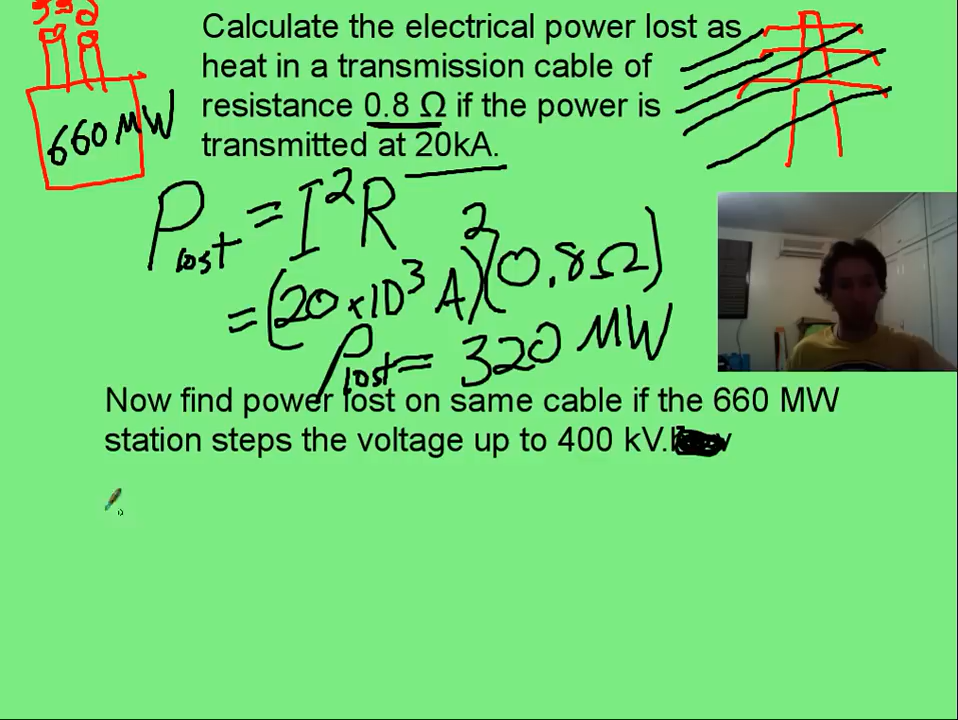 Calculate the electrical power lost as
heat in a transmission cable of
resistance 0.8 Ω if the power is
transmitted at 20kA.
660 MW
P lost = I²R
= (20×10³ A)²(0.8Ω)
P lost = 320 MW
Now find power lost on same cable if the 660 MW
station steps the voltage up to 400 kV.